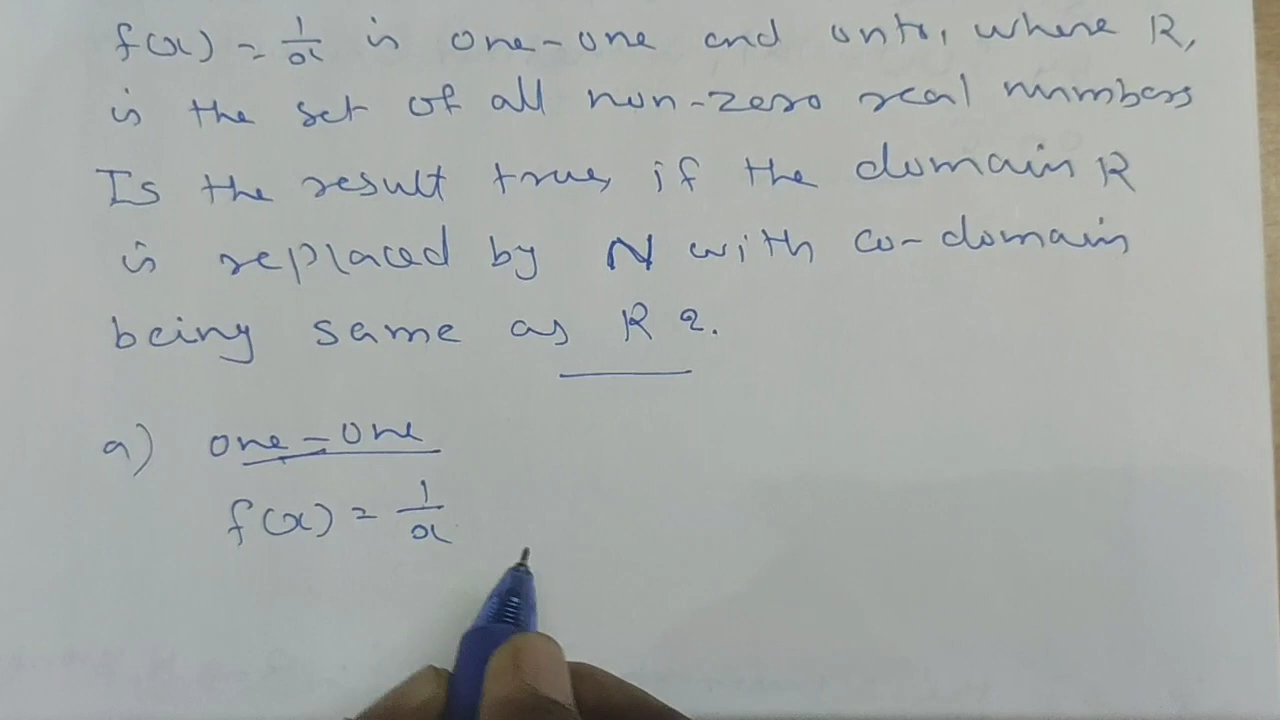 f(x) = 1/x is one-one and onto, where R,
is the set of all non-zero real numbers
Is the result true, if the domain R
is replaced by N with co-domain
being same as R ?.
a) one-one
f(x) = 1/x